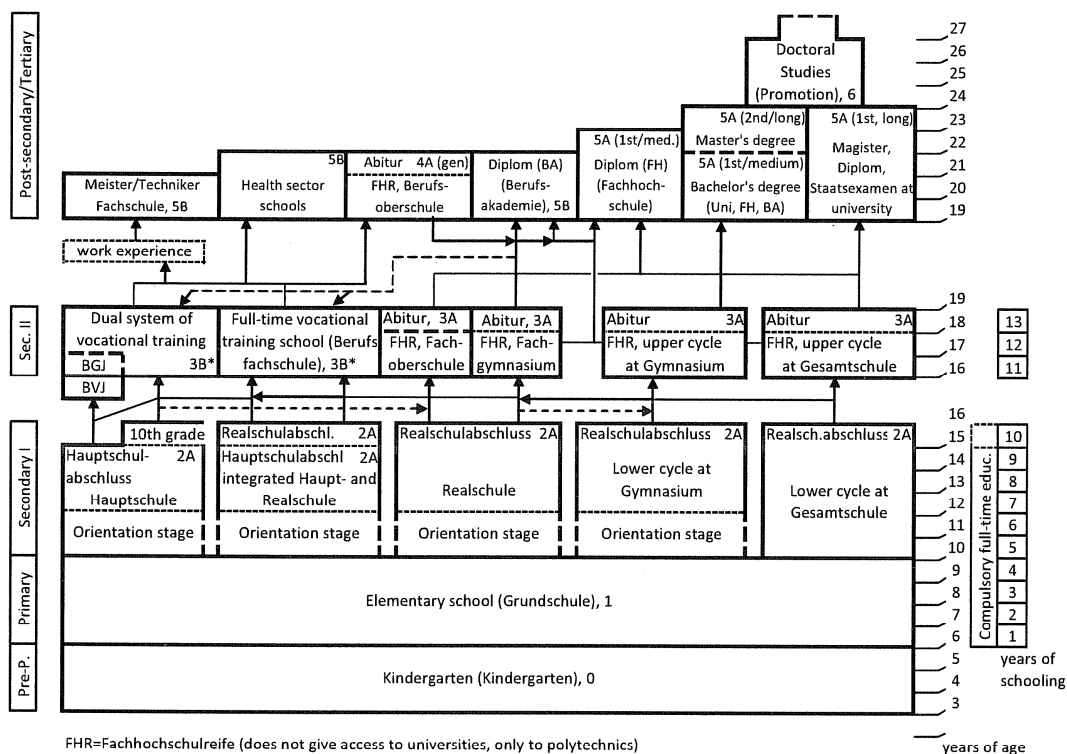 Post-secondary/Tertiary
Doctoral
Studies
(Promotion), 6
27
26
25
24
23
22
21
20
19
5A (2nd/long)
Master's degree
5A (1st/medium)
Bachelor's degree
(Uni, FH, BA)
5A (1st, long)
Magister,
Diplom,
Staatsexamen at
university
5A (1st/med.)
Diplom (FH)
(Fachhoch-
schule)
Diplom (BA)
(Berufs-
akademie), 5B
Abitur 4A (gen)
FHR, Berufs-
oberschule
5B
Health sector
schools
Meister/Techniker
Fachschule, 5B
work experience
Sec. II
Dual system of
vocational training
3B*
BGJ
BVJ
Full-time vocational
training school (Berufs
fachschule), 3B*
Abitur, 3A
FHR, Fach-
oberschule
Abitur, 3A
FHR, Fach-
gymnasium
Abitur 3A
FHR, upper cycle
at Gymnasium
Abitur 3A
FHR, upper cycle
at Gesamtschule
19
18
17
16
13
12
11
Secondary I
10th grade
Hauptschul- 2A
abschluss
Hauptschule
Orientation stage
Realschulabschl. 2A
Hauptschulabschl 2A
integrated Haupt- and
Realschule
Orientation stage
Realschulabschluss 2A
Realschule
Orientation stage
Realschulabschluss 2A
Lower cycle at
Gymnasium
Orientation stage
Realsch.abschluss 2A
Lower cycle at
Gesamtschule
16
15
14
13
12
11
10
Compulsory full-time educ.
10
9
8
7
6
5
4
3
2
1
Primary
Elementary school (Grundschule), 1
9
8
7
6
Pre-P.
Kindergarten (Kindergarten), 0
5
4
3
years of
schooling
FHR=Fachhochschulreife (does not give access to universities, only to polytechnics)
years of age